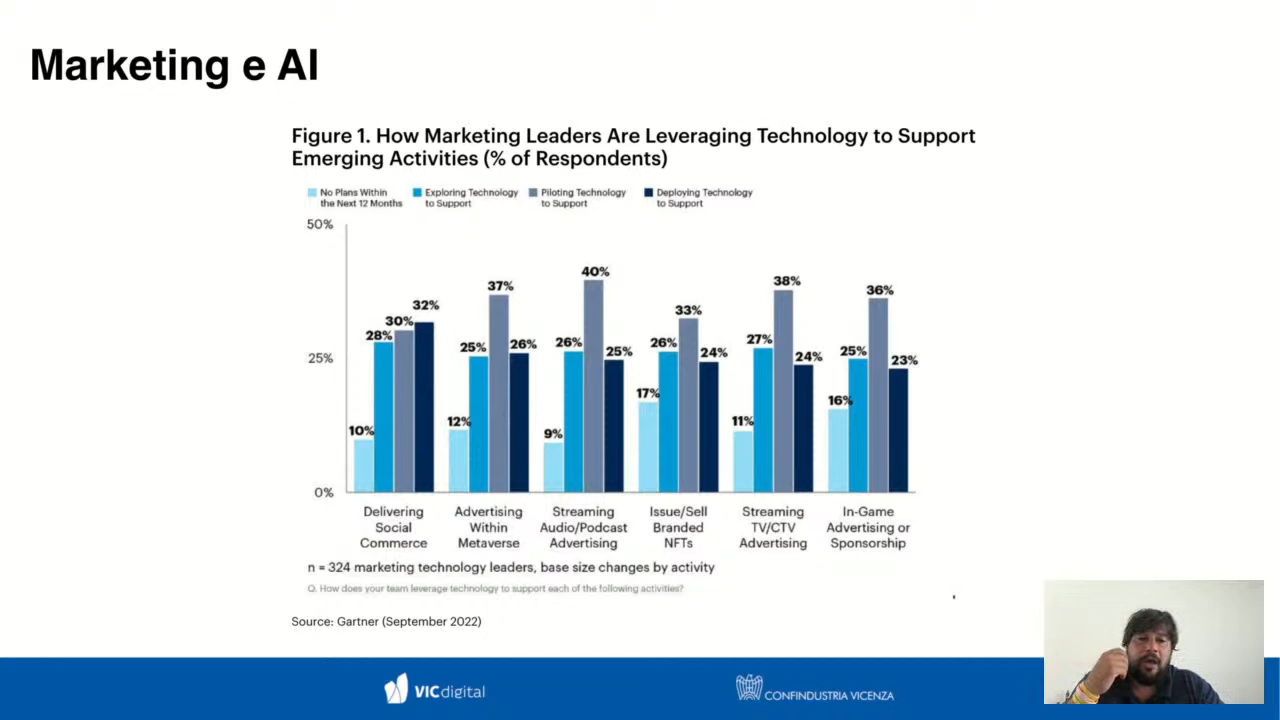 Marketing e AI
Figure 1. How Marketing Leaders Are Leveraging Technology to Support
Emerging Activities (% of Respondents)
No Plans Within
the Next 12 Months
Exploring Technology
to Support
Piloting Technology
to Support
Deploying Technology
to Support
50%
25%
0%
10%
28%
30%
32%
12%
25%
37%
26%
9%
26%
40%
25%
17%
26%
33%
24%
11%
27%
38%
24%
16%
25%
36%
23%
Delivering
Social
Commerce
Advertising
Within
Metaverse
Streaming
Audio/Podcast
Advertising
Issue/Sell
Branded
NFTs
Streaming
TV/CTV
Advertising
In-Game
Advertising or
Sponsorship
n = 324 marketing technology leaders, base size changes by activity
Q. How does your team leverage technology to support each of the following activities?
Source: Gartner (September 2022)
VICdigital
CONFINDUSTRIA VICENZA